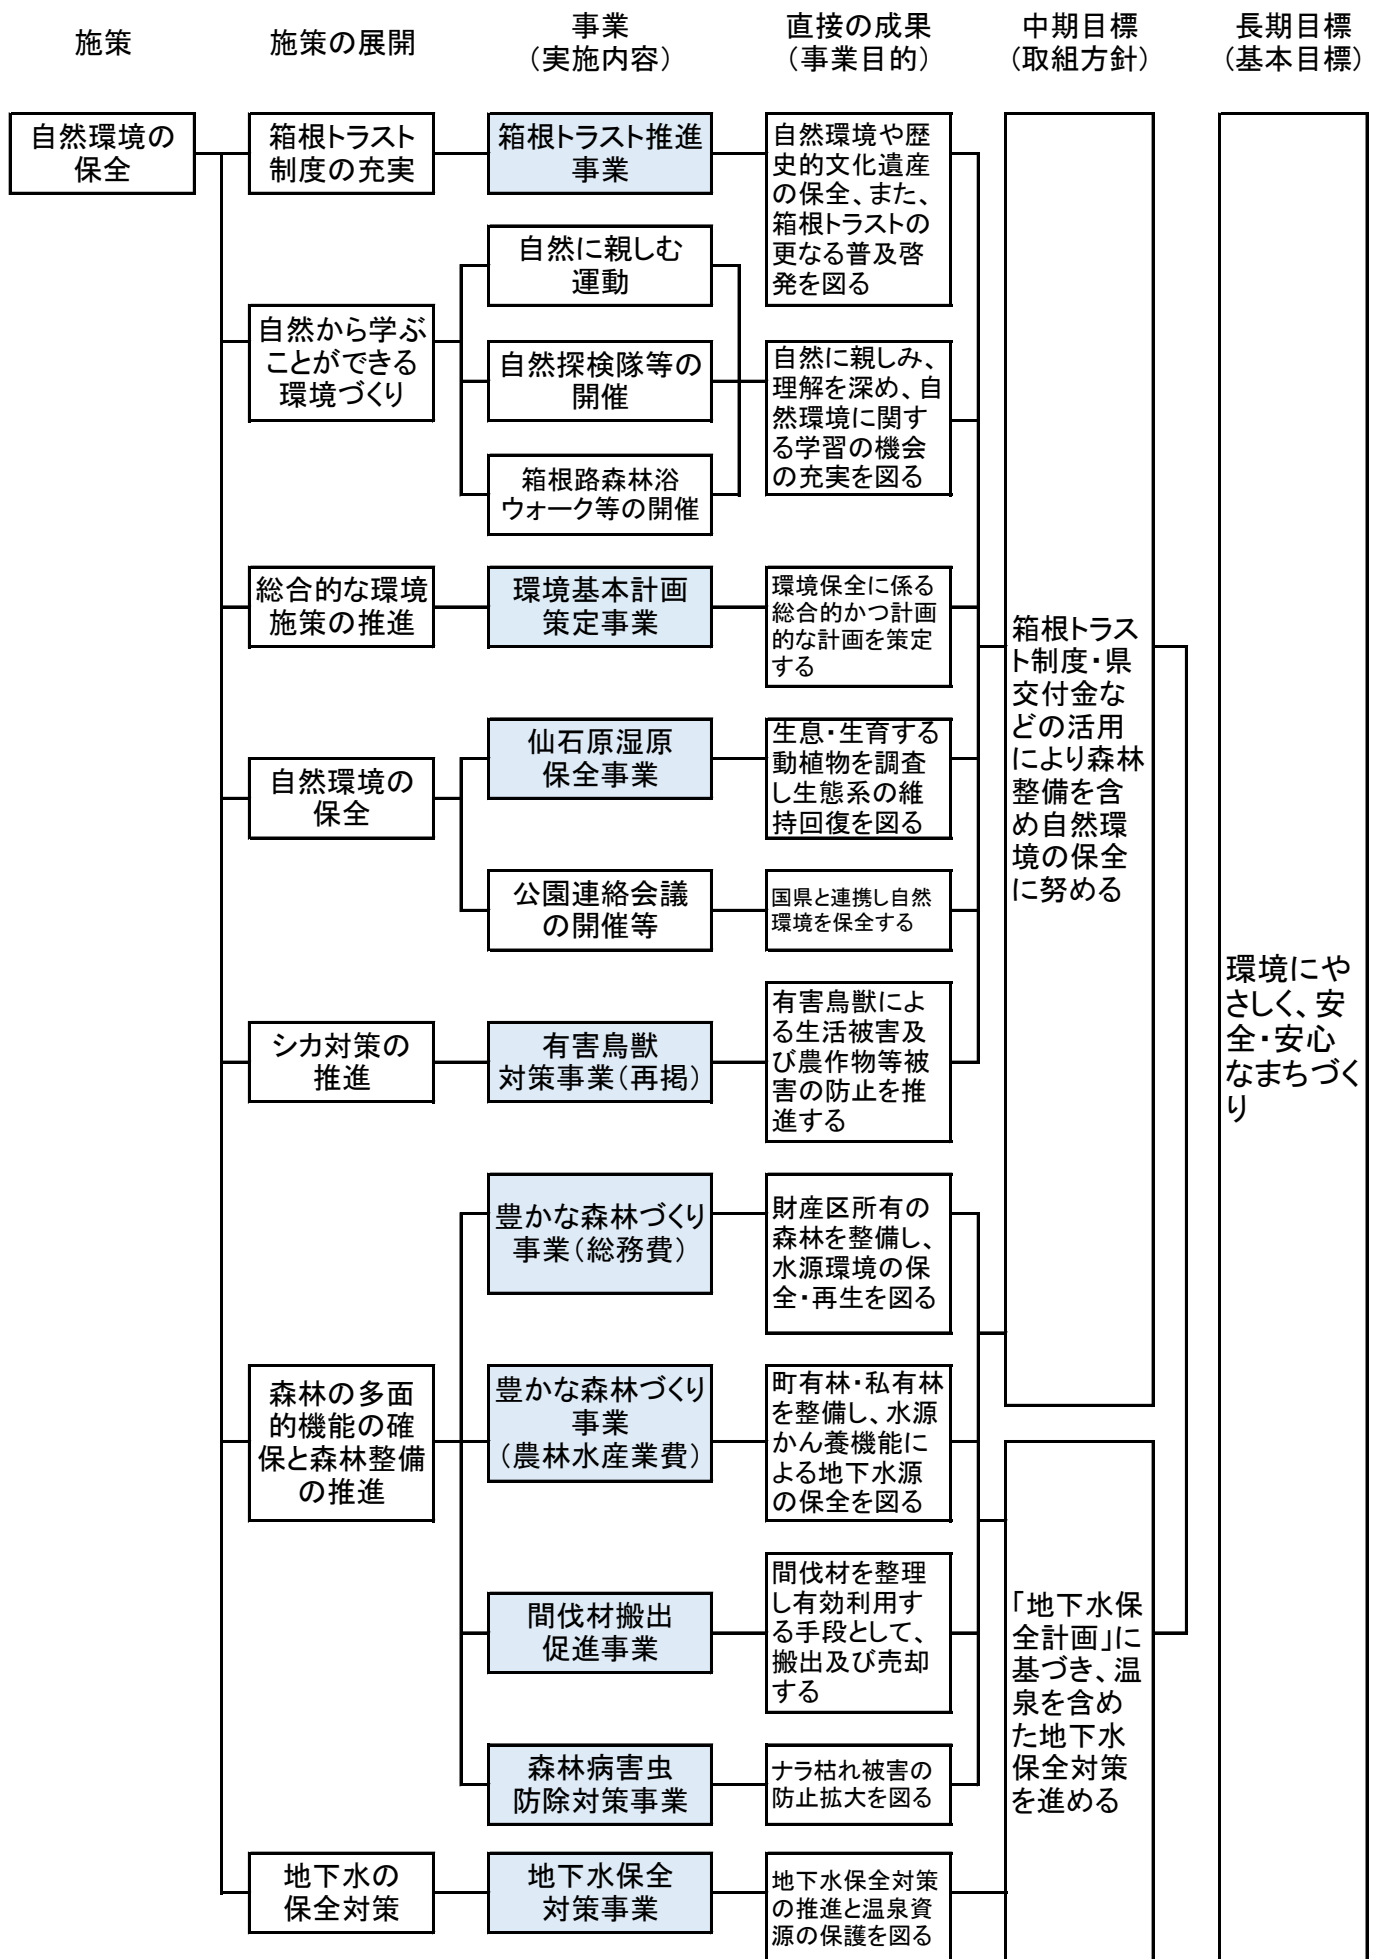 施策
施策の展開
事業
（実施内容）
直接の成果
（事業目的）
中期目標
（取組方針）
長期目標
（基本目標）
自然環境の
保全
箱根トラスト
制度の充実
箱根トラスト推進
事業
自然環境や歴
史的文化遺産
の保全、また、
箱根トラストの
更なる普及啓
発を図る
自然から学ぶ
ことができる
環境づくり
自然に親しむ
運動
自然探検隊等の
開催
箱根路森林浴
ウォーク等の開催
自然に親しみ、
理解を深め、自
然環境に関す
る学習の機会
の充実を図る
総合的な環境
施策の推進
環境基本計画
策定事業
環境保全に係る
総合的かつ計画
的な計画を策定
する
自然環境の
保全
仙石原湿原
保全事業
生息・生育する
動植物を調査
し生態系の維
持回復を図る
公園連絡会議
の開催等
国県と連携し自然
環境を保全する
シカ対策の
推進
有害鳥獣
対策事業（再掲）
有害鳥獣によ
る生活被害及
び農作物等被
害の防止を推
進する
箱根トラス
ト制度・県
交付金な
どの活用
により森林
整備を含
め自然環
境の保全
に努める
森林の多面
的機能の確
保と森林整備
の推進
豊かな森林づくり
事業（総務費）
財産区所有の
森林を整備し、
水源環境の保
全・再生を図る
豊かな森林づくり
事業
（農林水産業費）
町有林・私有林
を整備し、水源
かん養機能に
よる地下水源
の保全を図る
間伐材搬出
促進事業
間伐材を整理
し有効利用す
る手段として、
搬出及び売却
する
森林病害虫
防除対策事業
ナラ枯れ被害の
防止拡大を図る
地下水の
保全対策
地下水保全
対策事業
地下水保全対策
の推進と温泉資
源の保護を図る
「地下水保
全計画」に
基づき、温
泉を含め
た地下水
保全対策
を進める
環境にや
さしく、安
全・安心
なまちづく
り